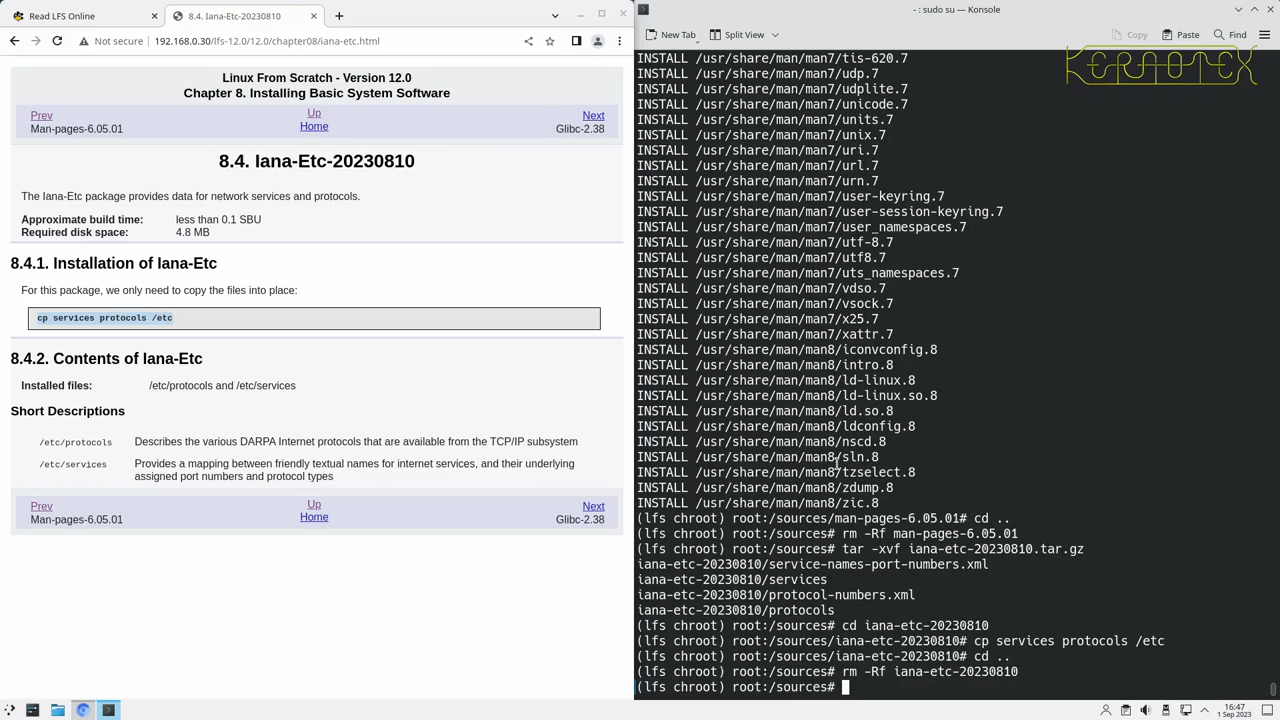 Read LFS Online
8.4. Iana-Etc-20230810
Not secure
192.168.0.30/lfs-12.0/12.0/chapter08/iana-etc.html
Linux From Scratch - Version 12.0
Chapter 8. Installing Basic System Software
Prev
Up
Next
Man-pages-6.05.01
Home
Glibc-2.38
8.4. Iana-Etc-20230810
The Iana-Etc package provides data for network services and protocols.
Approximate build time: less than 0.1 SBU
Required disk space: 4.8 MB
8.4.1. Installation of Iana-Etc
For this package, we only need to copy the files into place:
cp services protocols /etc
8.4.2. Contents of Iana-Etc
Installed files: /etc/protocols and /etc/services
Short Descriptions
/etc/protocols Describes the various DARPA Internet protocols that are available from the TCP/IP subsystem
/etc/services Provides a mapping between friendly textual names for internet services, and their underlying
assigned port numbers and protocol types
Prev
Up
Next
Man-pages-6.05.01
Home
Glibc-2.38
- : sudo su — Konsole
New Tab
Split View
Copy
Paste
Find
KERNOTEX
INSTALL /usr/share/man/man7/tis-620.7
INSTALL /usr/share/man/man7/udp.7
INSTALL /usr/share/man/man7/udplite.7
INSTALL /usr/share/man/man7/unicode.7
INSTALL /usr/share/man/man7/units.7
INSTALL /usr/share/man/man7/unix.7
INSTALL /usr/share/man/man7/uri.7
INSTALL /usr/share/man/man7/url.7
INSTALL /usr/share/man/man7/urn.7
INSTALL /usr/share/man/man7/user-keyring.7
INSTALL /usr/share/man/man7/user-session-keyring.7
INSTALL /usr/share/man/man7/user_namespaces.7
INSTALL /usr/share/man/man7/utf-8.7
INSTALL /usr/share/man/man7/utf8.7
INSTALL /usr/share/man/man7/uts_namespaces.7
INSTALL /usr/share/man/man7/vdso.7
INSTALL /usr/share/man/man7/vsock.7
INSTALL /usr/share/man/man7/x25.7
INSTALL /usr/share/man/man7/xattr.7
INSTALL /usr/share/man/man8/iconvconfig.8
INSTALL /usr/share/man/man8/intro.8
INSTALL /usr/share/man/man8/ld-linux.8
INSTALL /usr/share/man/man8/ld-linux.so.8
INSTALL /usr/share/man/man8/ld.so.8
INSTALL /usr/share/man/man8/ldconfig.8
INSTALL /usr/share/man/man8/nscd.8
INSTALL /usr/share/man/man8/sln.8
INSTALL /usr/share/man/man8/tzselect.8
INSTALL /usr/share/man/man8/zdump.8
INSTALL /usr/share/man/man8/zic.8
(lfs chroot) root:/sources/man-pages-6.05.01# cd ..
(lfs chroot) root:/sources# rm -Rf man-pages-6.05.01
(lfs chroot) root:/sources# tar -xvf iana-etc-20230810.tar.gz
iana-etc-20230810/service-names-port-numbers.xml
iana-etc-20230810/services
iana-etc-20230810/protocol-numbers.xml
iana-etc-20230810/protocols
(lfs chroot) root:/sources# cd iana-etc-20230810
(lfs chroot) root:/sources/iana-etc-20230810# cp services protocols /etc
(lfs chroot) root:/sources/iana-etc-20230810# cd ..
(lfs chroot) root:/sources# rm -Rf iana-etc-20230810
(lfs chroot) root:/sources#
16:47
1 Sep 2023